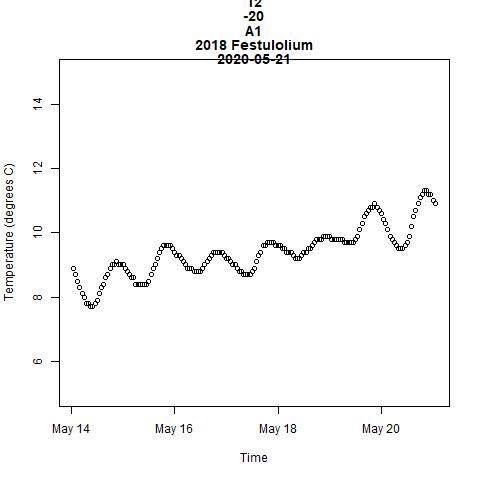 T2
-20
A1
2018 Festulolium
2020-05-21
Temperature (degrees C)
14
12
10
8
6
May 14
May 16
May 18
May 20
Time